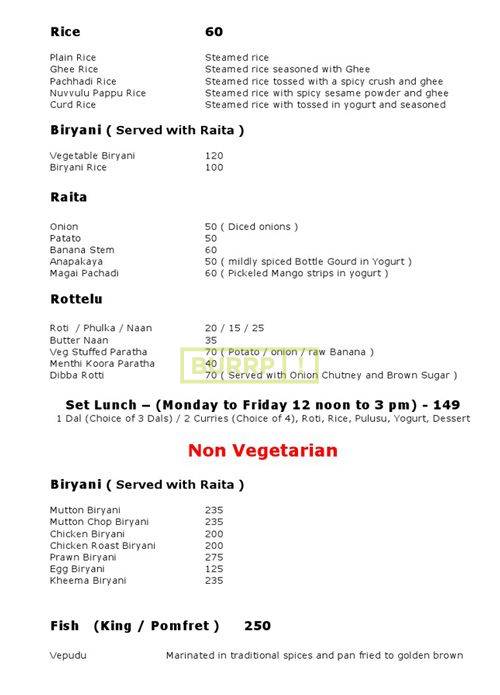 Rice 60
Plain Rice Steamed rice
Ghee Rice Steamed rice seasoned with Ghee
Pachhadi Rice Steamed rice tossed with a spicy crush and ghee
Nuvvulu Pappu Rice Steamed rice with spicy sesame powder and ghee
Curd Rice Steamed rice with tossed in yogurt and seasoned
Biryani ( Served with Raita )
Vegetable Biryani 120
Biryani Rice 100
Raita
Onion 50 ( Diced onions )
Patato 50
Banana Stem 60
Anapakaya 50 ( mildly spiced Bottle Gourd in Yogurt )
Magai Pachadi 60 ( Pickeled Mango strips in yogurt )
Rottelu
Roti / Phulka / Naan 20 / 15 / 25
Butter Naan 35
Veg Stuffed Paratha 70 ( Potato / onion / raw Banana )
Menthi Koora Paratha 40
BURRP!
Dibba Rotti 70 ( Served with Onion Chutney and Brown Sugar )
Set Lunch – (Monday to Friday 12 noon to 3 pm) - 149
1 Dal (Choice of 3 Dals) / 2 Curries (Choice of 4), Roti, Rice, Pulusu, Yogurt, Dessert
Non Vegetarian
Biryani ( Served with Raita )
Mutton Biryani 235
Mutton Chop Biryani 235
Chicken Biryani 200
Chicken Roast Biryani 200
Prawn Biryani 275
Egg Biryani 125
Kheema Biryani 235
Fish (King / Pomfret ) 250
Vepudu Marinated in traditional spices and pan fried to golden brown